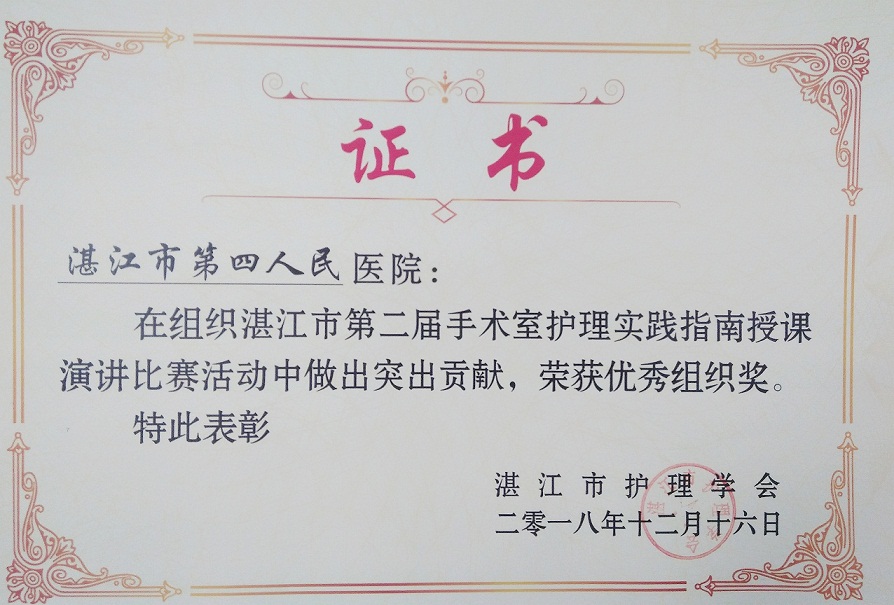 证书
湛江市第四人民医院：
在组织湛江市第二届手术室护理实践指南授课
演讲比赛活动中做出突出贡献，荣获优秀组织奖。
特此表彰
湛江市护理学会
二零一八年十二月十六日